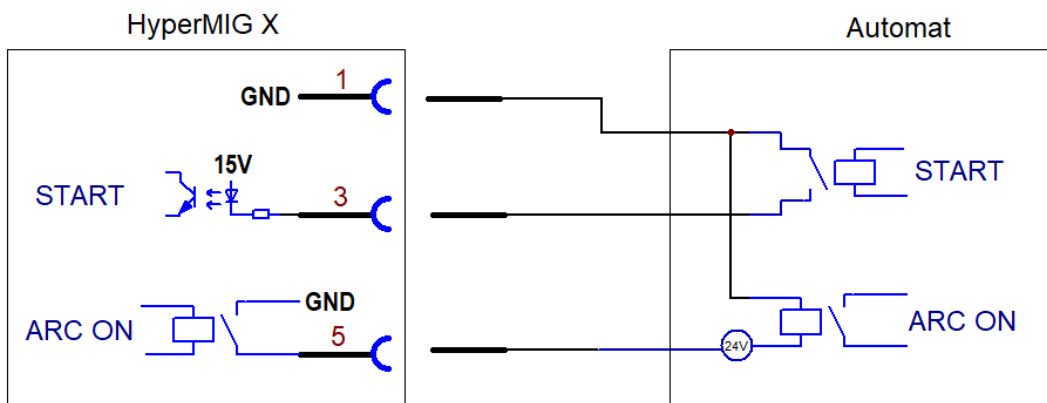 HyperMIG X
Automat
GND
1
15V
START
3
START
GND
ARC ON
5
24V
ARC ON